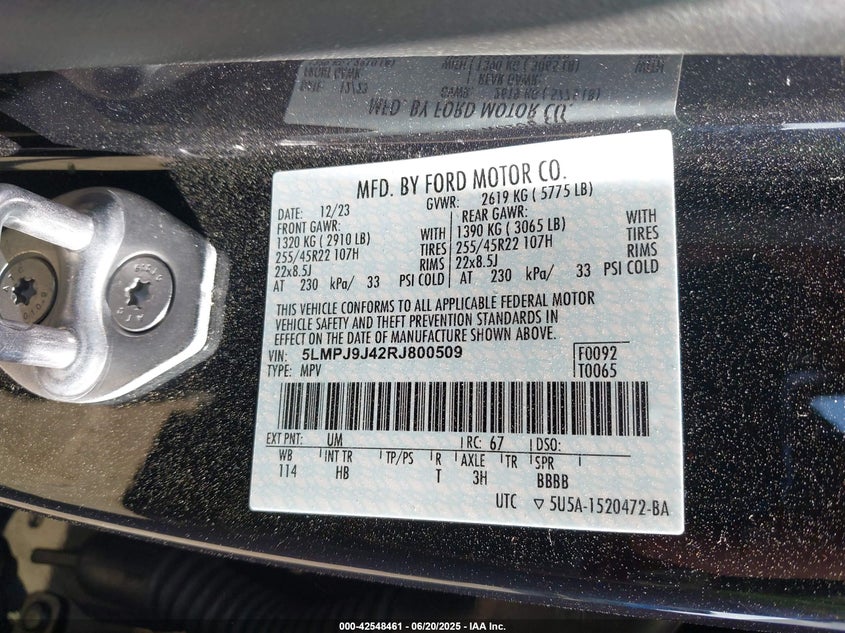 MFD. BY FORD MOTOR CO.
DATE: 12/23 GVWR: 2619 KG ( 5775 LB)
FRONT GAWR: REAR GAWR:
1320 KG ( 2910 LB) WITH 1390 KG ( 3065 LB) WITH
255/45R22 107H TIRES 255/45R22 107H TIRES
22x8.5J RIMS 22x8.5J RIMS
AT 230 kPa/ 33 PSI COLD AT 230 kPa/ 33 PSI COLD
THIS VEHICLE CONFORMS TO ALL APPLICABLE FEDERAL MOTOR
VEHICLE SAFETY AND THEFT PREVENTION STANDARDS IN
EFFECT ON THE DATE OF MANUFACTURE SHOWN ABOVE.
VIN: 5LMPJ9J42RJ800509 F0092
TYPE: MPV T0065
EXT PNT: UM RC: 67 DSO:
WB INT TR TP/PS R AXLE TR SPR
114 HB T 3H BBBB
UTC ▽ 5U5A-1520472-BA
000-42548461 - 06/20/2025 - IAA Inc.